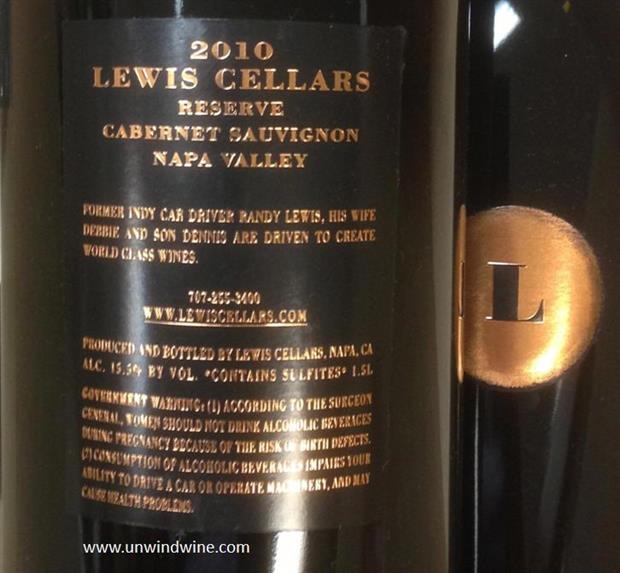 2010
LEWIS CELLARS
RESERVE
CABERNET SAUVIGNON
NAPA VALLEY
FORMER INDY CAR DRIVER RANDY LEWIS, HIS WIFE
DEBBIE AND SON DENNIS ARE DRIVEN TO CREATE
WORLD CLASS WINES.
707-255-3400
WWW.LEWISCELLARS.COM
PRODUCED AND BOTTLED BY LEWIS CELLARS, NAPA, CA
ALC. 15.5% BY VOL. *CONTAINS SULFITES* 1.5L
GOVERNMENT WARNING: (1) ACCORDING TO THE SURGEON
GENERAL, WOMEN SHOULD NOT DRINK ALCOHOLIC BEVERAGES
DURING PREGNANCY BECAUSE OF THE RISK OF BIRTH DEFECTS.
(2) CONSUMPTION OF ALCOHOLIC BEVERAGES IMPAIRS YOUR
ABILITY TO DRIVE A CAR OR OPERATE MACHINERY, AND MAY
CAUSE HEALTH PROBLEMS.
L
www.unwindwine.com